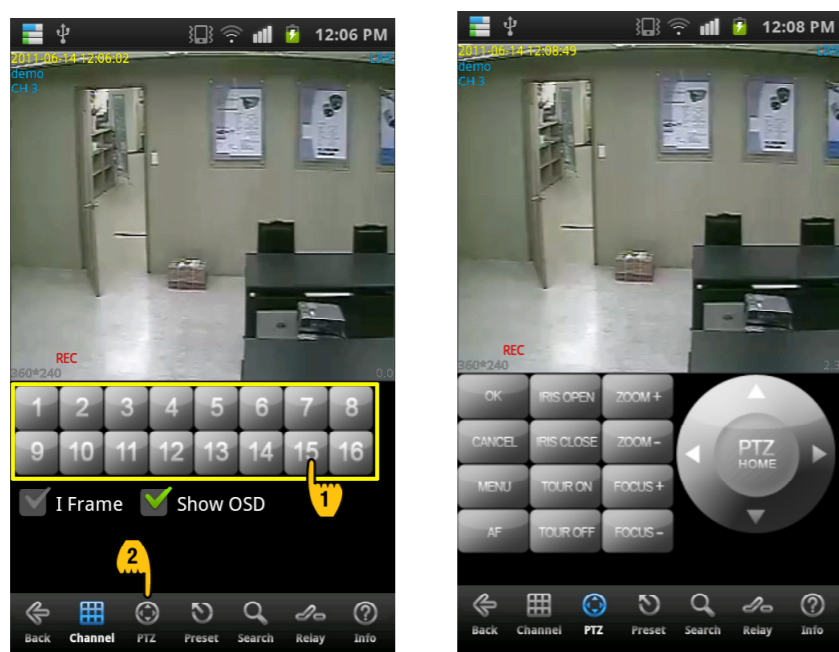 12:06 PM
2011-06-14 12:06:02
demo
CH 3
REC
360*240
0.0
1 2 3 4 5 6 7 8
9 10 11 12 13 14 15 16
I Frame Show OSD
1
2
Back Channel PTZ Preset Search Relay Info
12:08 PM
2011-06-14 12:08:49
demo
CH 3
REC
360*240
2.3
OK IRIS OPEN ZOOM +
CANCEL IRIS CLOSE ZOOM -
MENU TOUR ON FOCUS +
AF TOUR OFF FOCUS -
PTZ
HOME
Back Channel PTZ Preset Search Relay Info